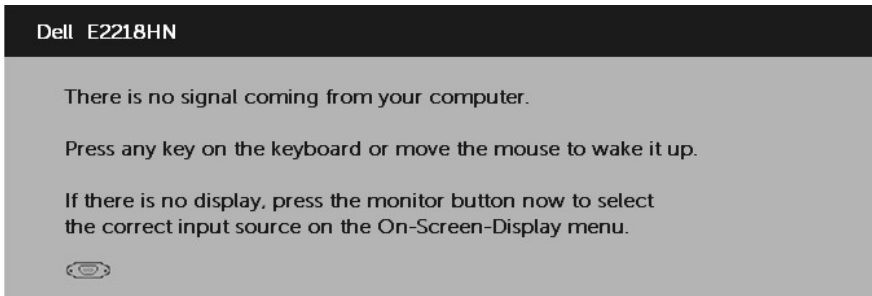 Dell E2218HN
There is no signal coming from your computer.
Press any key on the keyboard or move the mouse to wake it up.
If there is no display, press the monitor button now to select
the correct input source on the On-Screen-Display menu.